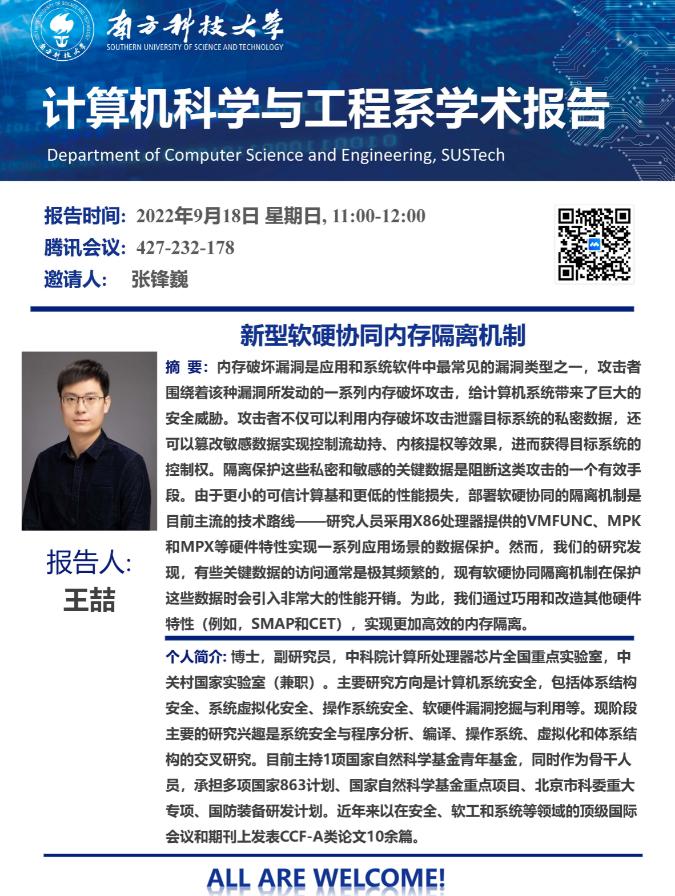 南方科技大学
SOUTHERN UNIVERSITY OF SCIENCE AND TECHNOLOGY
计算机科学与工程系学术报告
Department of Computer Science and Engineering, SUSTech
报告时间: 2022年9月18日 星期日, 11:00-12:00
腾讯会议: 427-232-178
邀请人: 张锋巍
新型软硬协同内存隔离机制
摘 要: 内存破坏漏洞是应用和系统软件中最常见的漏洞类型之一，攻击者
围绕着该种漏洞所发动的一系列内存破坏攻击，给计算机系统带来了巨大的
安全威胁。攻击者不仅可以利用内存破坏攻击泄露目标系统的私密数据，还
可以篡改敏感数据实现控制流劫持、内核提权等效果，进而获得目标系统的
控制权。隔离保护这些私密和敏感的关键数据是阻断这类攻击的一个有效手
段。由于更小的可信计算基和更低的性能损失，部署软硬协同的隔离机制是
目前主流的技术路线——研究人员采用X86处理器提供的VMFUNC、MPK
和MPX等硬件特性实现一系列应用场景的数据保护。然而，我们的研究发
现，有些关键数据的访问通常是极其频繁的，现有软硬协同隔离机制在保护
这些数据时会引入非常大的性能开销。为此，我们通过巧用和改造其他硬件
特性（例如，SMAP和CET），实现更加高效的内存隔离。
报告人:
王喆
个人简介: 博士，副研究员，中科院计算所处理器芯片全国重点实验室，中
关村国家实验室（兼职）。主要研究方向是计算机系统安全，包括体系结构
安全、系统虚拟化安全、操作系统安全、软硬件漏洞挖掘与利用等。现阶段
主要的研究兴趣是系统安全与程序分析、编译、操作系统、虚拟化和体系结
构的交叉研究。目前主持1项国家自然科学基金青年基金，同时作为骨干人
员，承担多项国家863计划、国家自然科学基金重点项目、北京市科委重大
专项、国防装备研发计划。近年来以在安全、软工和系统等领域的顶级国际
会议和期刊上发表CCF-A类论文10余篇。
ALL ARE WELCOME!